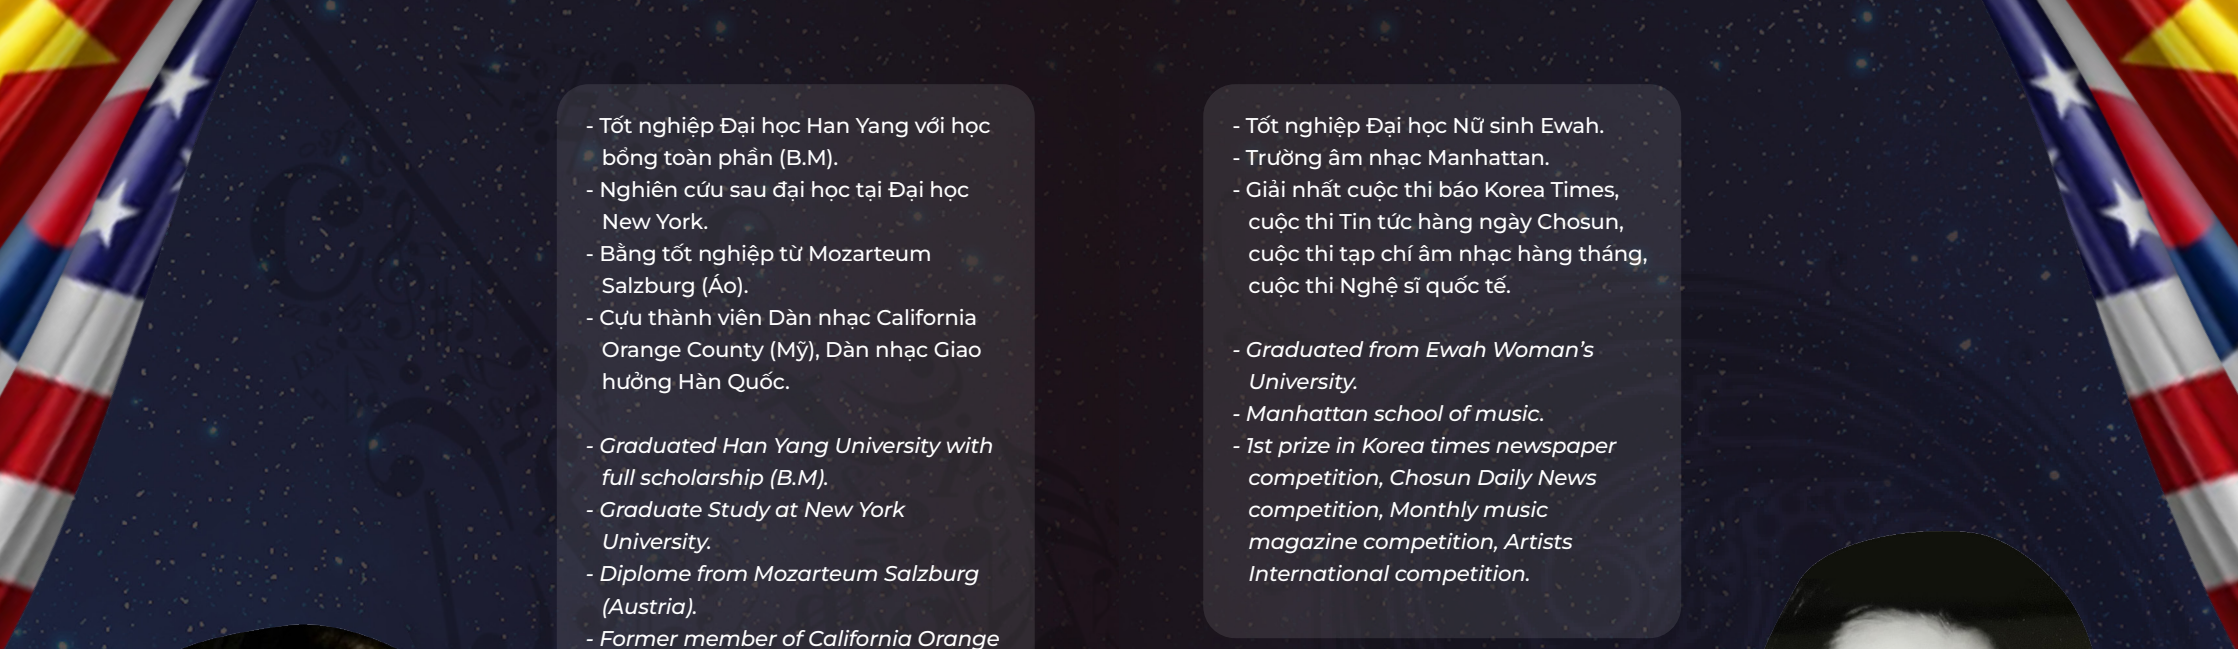 - Tốt nghiệp Đại học Han Yang với học
bổng toàn phần (B.M).
- Nghiên cứu sau đại học tại Đại học
New York.
- Bằng tốt nghiệp từ Mozarteum
Salzburg (Áo).
- Cựu thành viên Dàn nhạc California
Orange County (Mỹ), Dàn nhạc Giao
hưởng Hàn Quốc.
- Graduated Han Yang University with
full scholarship (B.M).
- Graduate Study at New York
University.
- Diplome from Mozarteum Salzburg
(Austria).
- Former member of California Orange
- Tốt nghiệp Đại học Nữ sinh Ewah.
- Trường âm nhạc Manhattan.
- Giải nhất cuộc thi báo Korea Times,
cuộc thi Tin tức hàng ngày Chosun,
cuộc thi tạp chí âm nhạc hàng tháng,
cuộc thi Nghệ sĩ quốc tế.
- Graduated from Ewah Woman’s
University.
- Manhattan school of music.
- 1st prize in Korea times newspaper
competition, Chosun Daily News
competition, Monthly music
magazine competition, Artists
International competition.